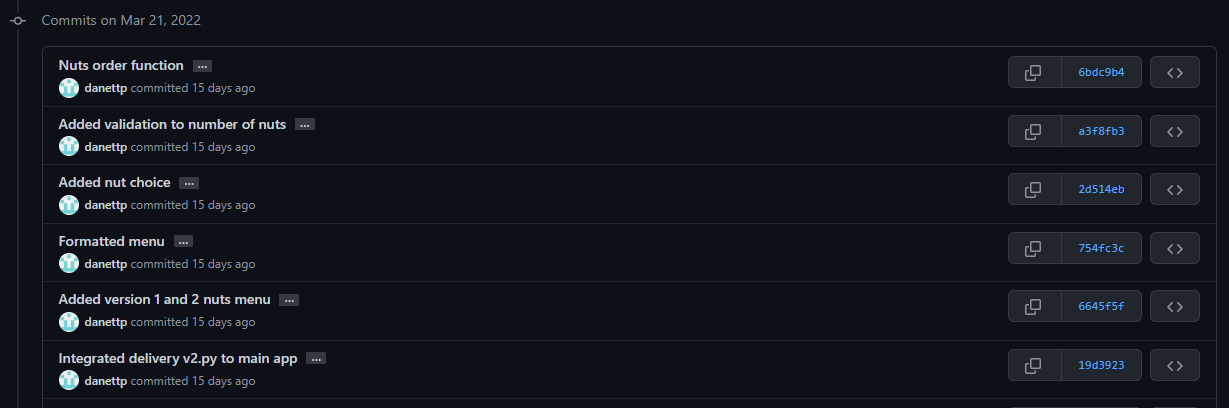 Commits on Mar 21, 2022
Nuts order function ...
6bdc9b4
danettp committed 15 days ago
Added validation to number of nuts ...
a3f8fb3
danettp committed 15 days ago
Added nut choice ...
2d514eb
danettp committed 15 days ago
Formatted menu ...
754fc3c
danettp committed 15 days ago
Added version 1 and 2 nuts menu ...
6645f5f
danettp committed 15 days ago
Integrated delivery v2.py to main app ...
19d3923
danettp committed 15 days ago